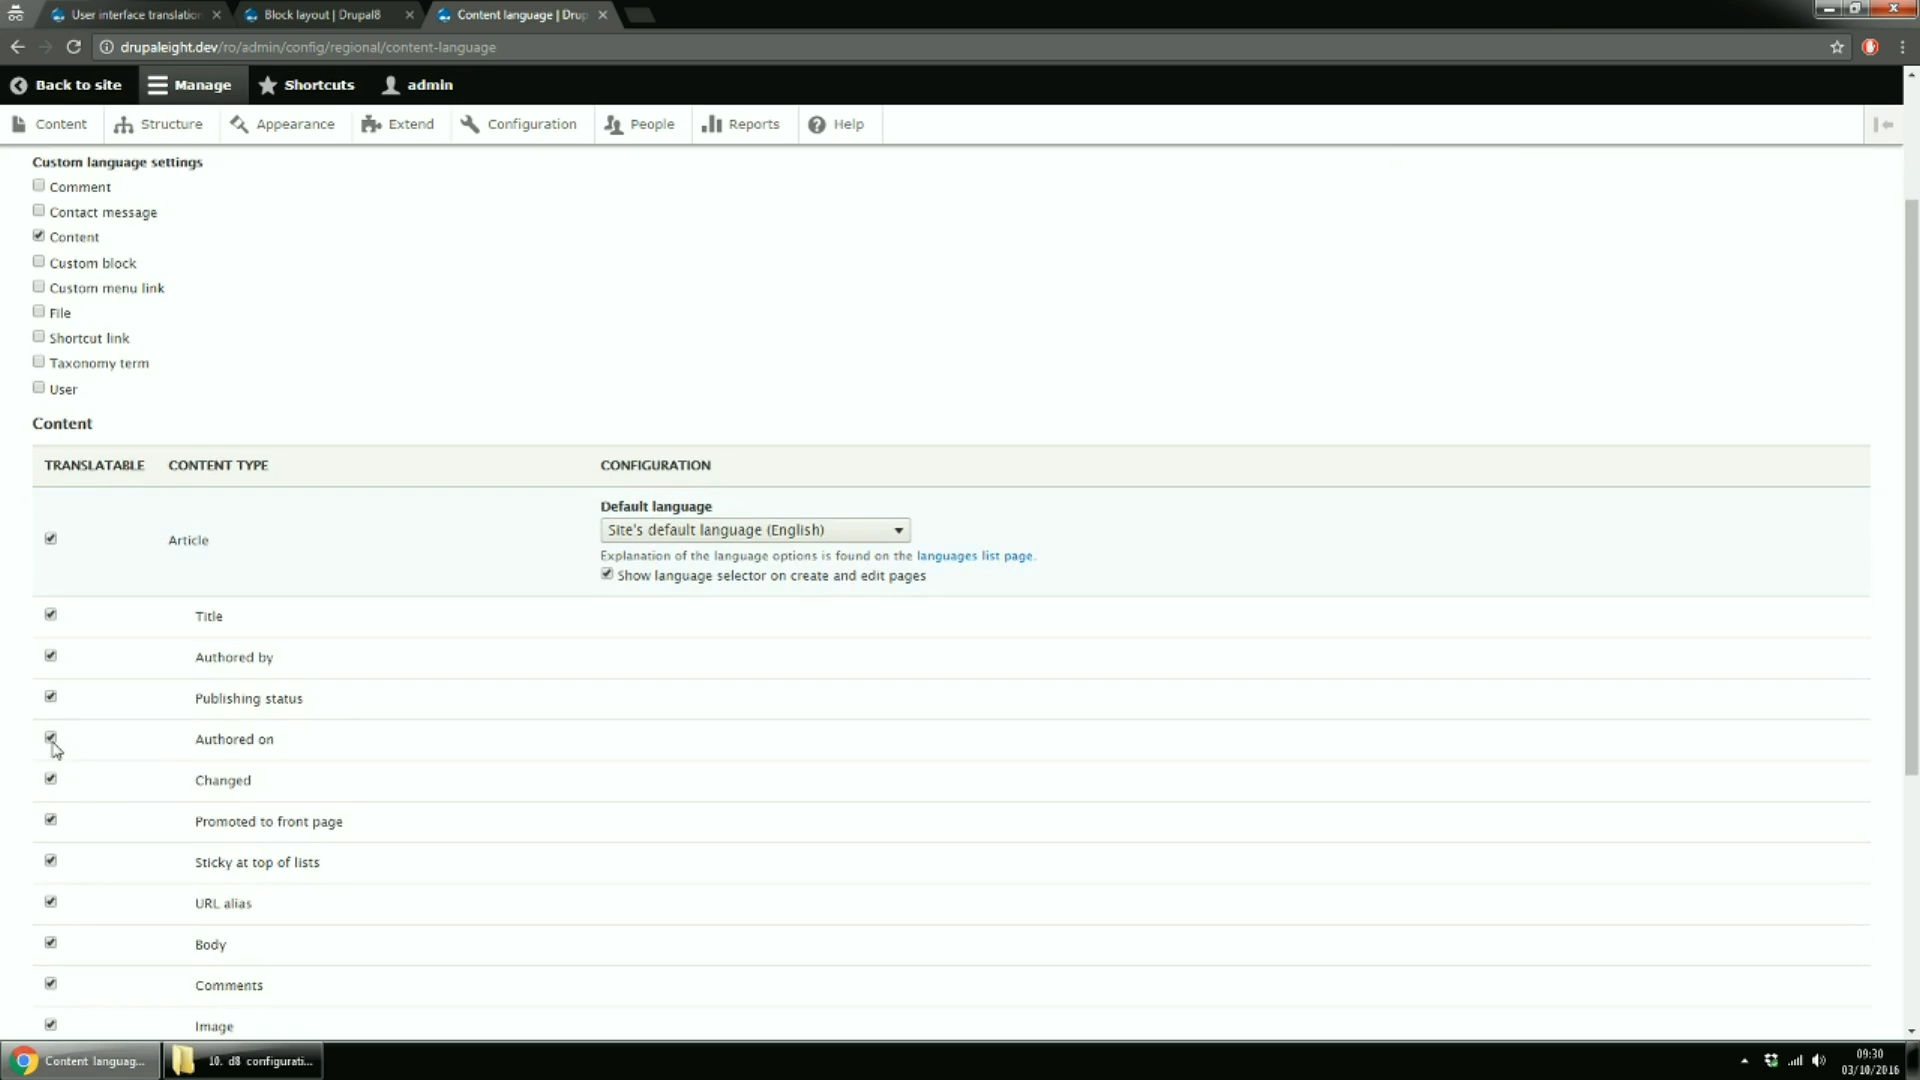 User interface translation
Block layout | Drupal8
Content language | Drup
drupaleight.dev/ro/admin/config/regional/content-language
Back to site
Manage
Shortcuts
admin
Content
Structure
Appearance
Extend
Configuration
People
Reports
Help
Custom language settings
Comment
Contact message
Content
Custom block
Custom menu link
File
Shortcut link
Taxonomy term
User
Content
TRANSLATABLE CONTENT TYPE CONFIGURATION
Default language
Site's default language (English)
Article
Explanation of the language options is found on the languages list page.
Show language selector on create and edit pages
Title
Authored by
Publishing status
Authored on
Changed
Promoted to front page
Sticky at top of lists
URL alias
Body
Comments
Image
Content languag...
10. d8 configurati...
09:30
03/10/2016